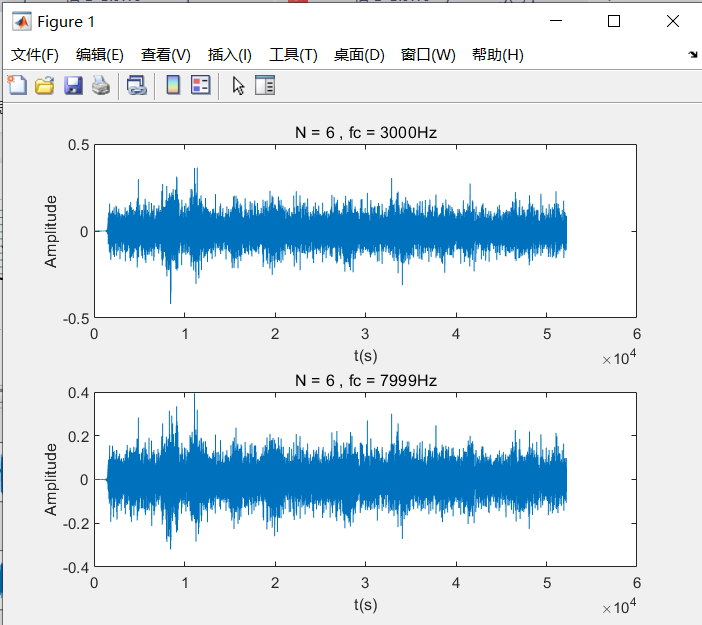 Figure 1
文件(F) 编辑(E) 查看(V) 插入(I) 工具(T) 桌面(D) 窗口(W) 帮助(H)
N = 6 , fc = 3000Hz
0.5
0
-0.5
Amplitude
0 1 2 3 4 5 6
t(s)
×10^4
N = 6 , fc = 7999Hz
0.4
0.2
0
-0.2
-0.4
Amplitude
0 1 2 3 4 5 6
t(s)
×10^4